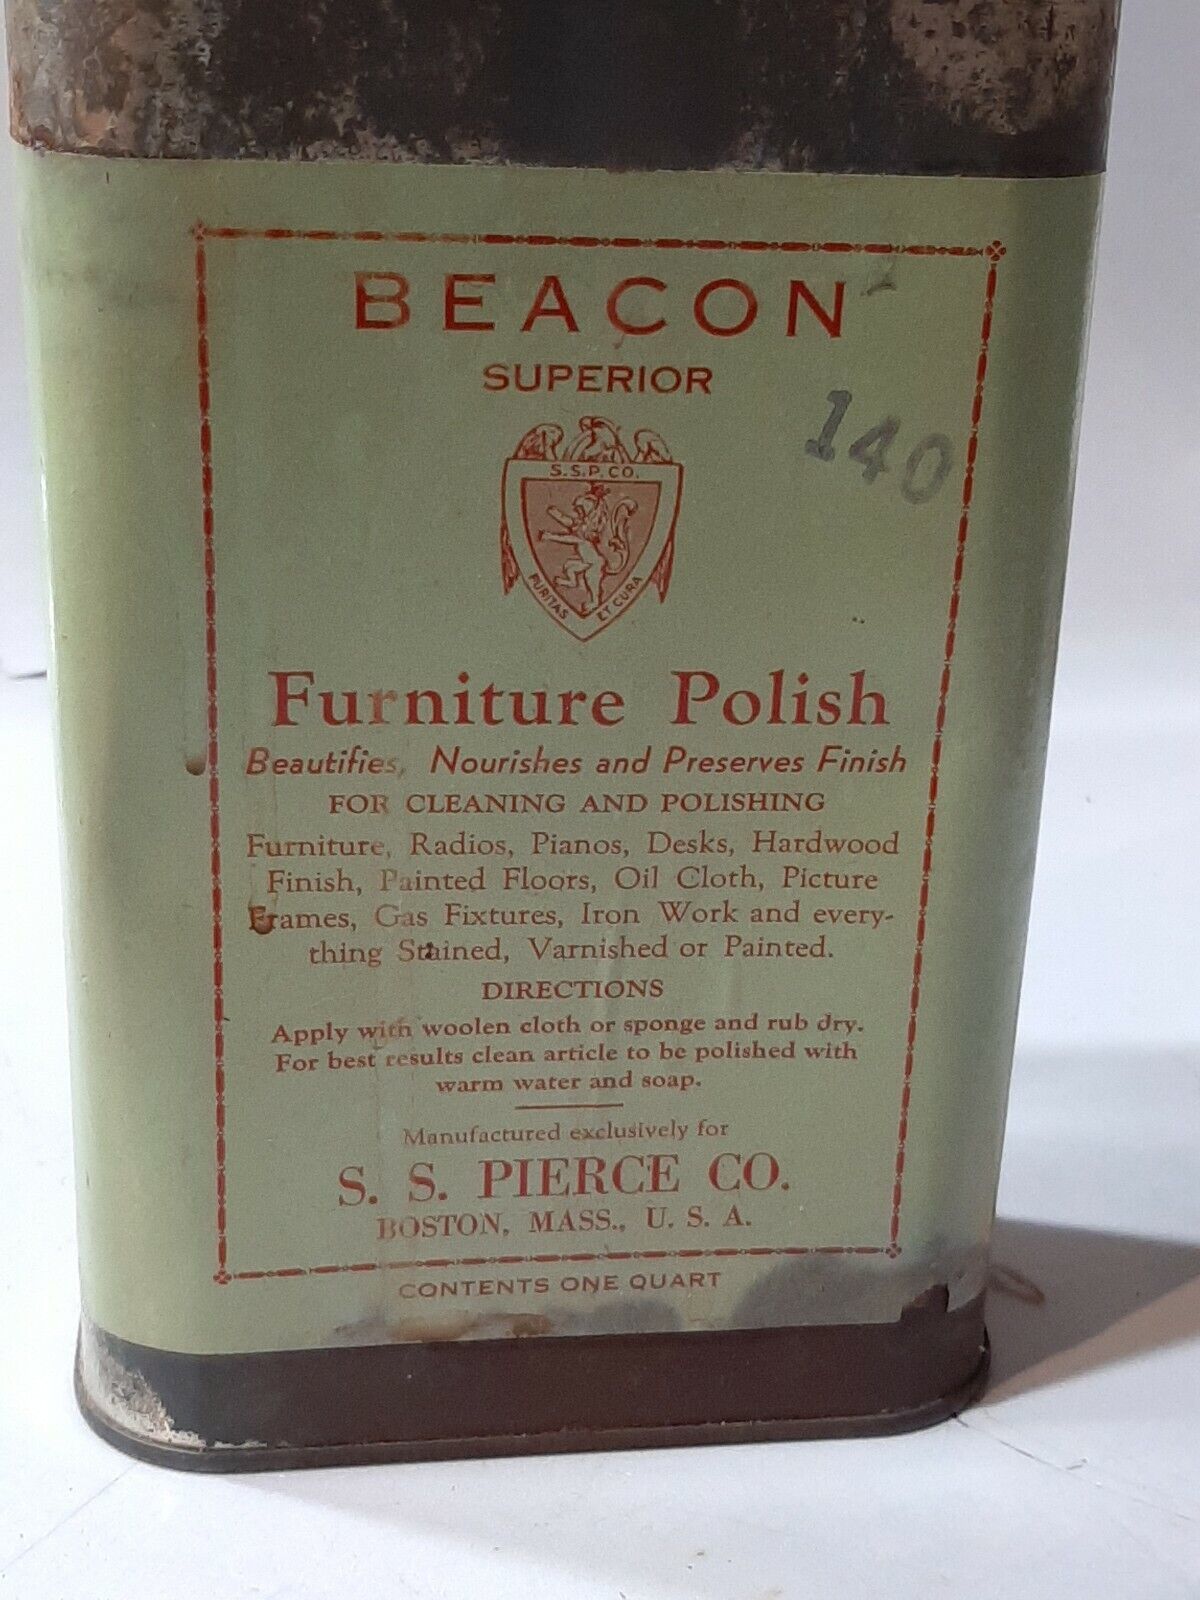 BEACON
SUPERIOR
140
S.S.P.CO.
PURITAS ET CURA
Furniture Polish
Beautifies, Nourishes and Preserves Finish
FOR CLEANING AND POLISHING
Furniture, Radios, Pianos, Desks, Hardwood
Finish, Painted Floors, Oil Cloth, Picture
Frames, Gas Fixtures, Iron Work and every-
thing Stained, Varnished or Painted.
DIRECTIONS
Apply with woolen cloth or sponge and rub dry.
For best results clean article to be polished with
warm water and soap.
Manufactured exclusively for
S. S. PIERCE CO.
BOSTON, MASS., U. S. A.
CONTENTS ONE QUART